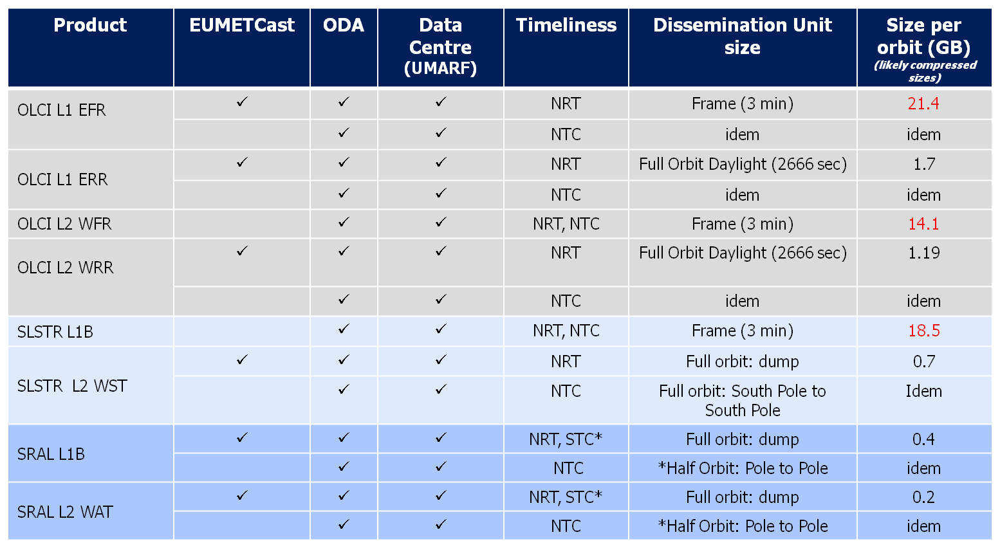 Product EUMETCast ODA Data Timeliness Dissemination Unit Size per
Centre size orbit (GB)
(UMARF) (likely compressed
sizes)
OLCI L1 EFR ✓ ✓ ✓ NRT Frame (3 min) 21.4
✓ ✓ NTC idem idem
OLCI L1 ERR ✓ ✓ ✓ NRT Full Orbit Daylight (2666 sec) 1.7
✓ ✓ NTC idem idem
OLCI L2 WFR ✓ ✓ NRT, NTC Frame (3 min) 14.1
OLCI L2 WRR ✓ ✓ ✓ NRT Full Orbit Daylight (2666 sec) 1.19
✓ ✓ NTC idem idem
SLSTR L1B ✓ ✓ NRT, NTC Frame (3 min) 18.5
SLSTR L2 WST ✓ ✓ ✓ NRT Full orbit: dump 0.7
✓ ✓ NTC Full orbit: South Pole to Idem
South Pole
SRAL L1B ✓ ✓ ✓ NRT, STC* Full orbit: dump 0.4
✓ ✓ NTC *Half Orbit: Pole to Pole idem
SRAL L2 WAT ✓ ✓ ✓ NRT, STC* Full orbit: dump 0.2
✓ ✓ NTC *Half Orbit: Pole to Pole idem